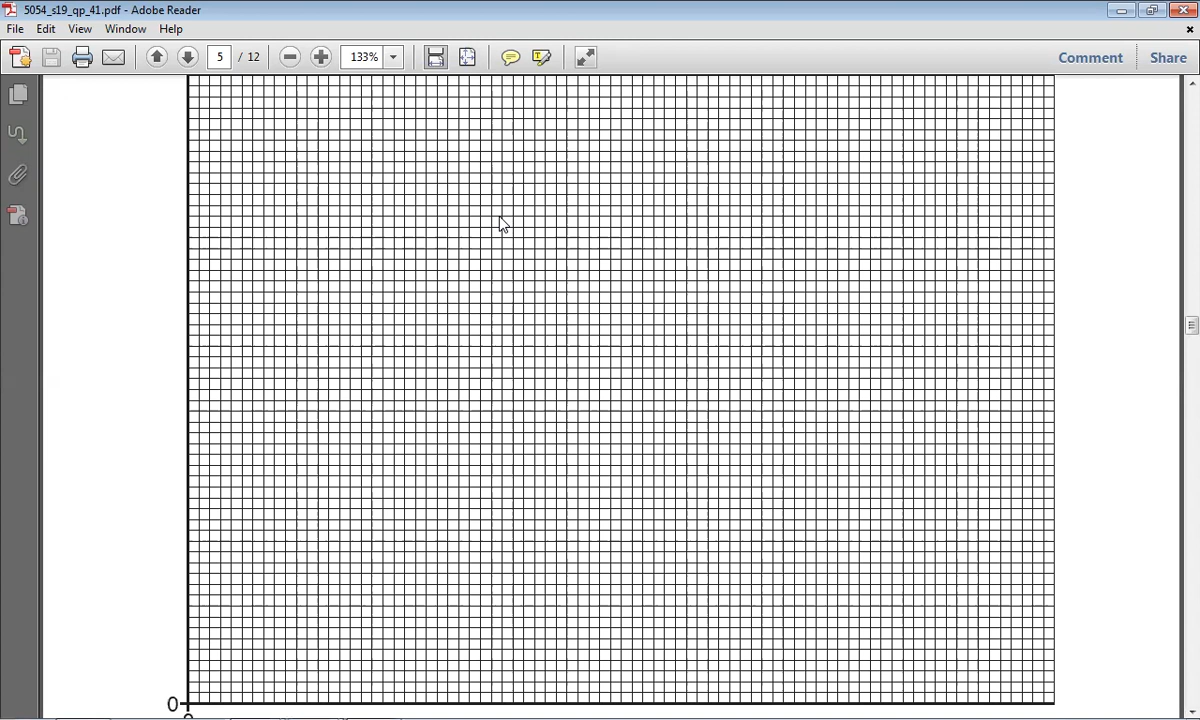 5054_s19_qp_41.pdf - Adobe Reader
File Edit View Window Help
5 / 12 133% Comment Share
0